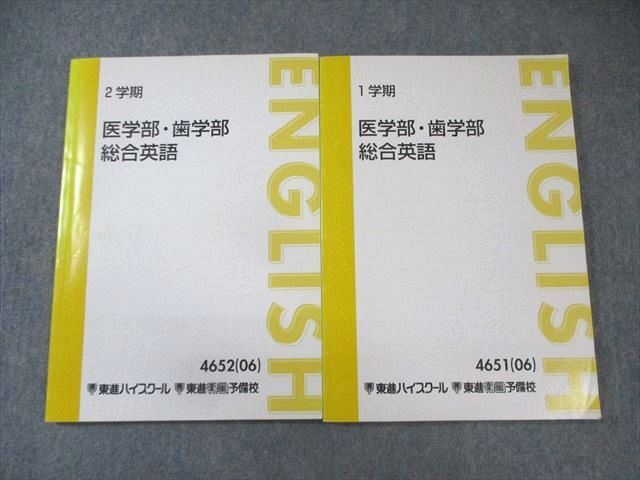 2学期
医学部・歯学部
総合英語
ENGLISH
4652(06)
東進ハイスクール 東進衛星予備校
1学期
医学部・歯学部
総合英語
ENGLISH
4651(06)
東進ハイスクール 東進衛星予備校